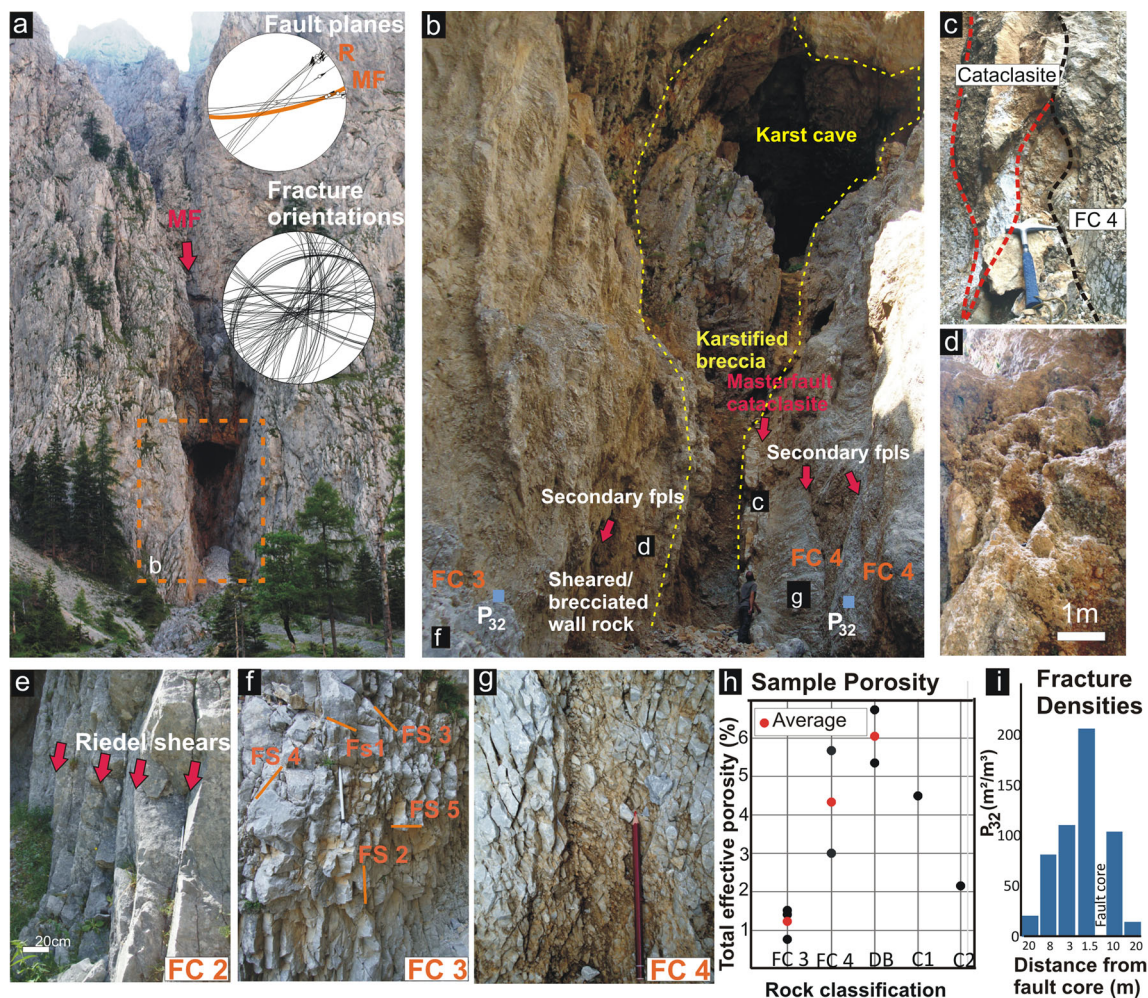 a
Fault planes
R
MF
Fracture
orientations
MF
b
b
Karst cave
Karstified
breccia
Masterfault
cataclasite
Secondary fpls
Secondary fpls
c
d
FC 4
FC 4
FC 3
Sheared/
brecciated
wall rock
g
P32
P32
f
c
Cataclasite
FC 4
d
1m
e
Riedel shears
20cm
FC 2
f
FS 3
Fs1
FS 4
FS 5
FS 2
FC 3
g
FC 4
h
Sample Porosity
Average
Total effective porosity (%)
6
5
4
3
2
1
FC 3 FC 4 DB C1 C2
Rock classification
i
Fracture
Densities
P32 (m²/m³)
200
150
100
50
0
Fault core
20 8 3 1.5 10 20
Distance from
fault core (m)